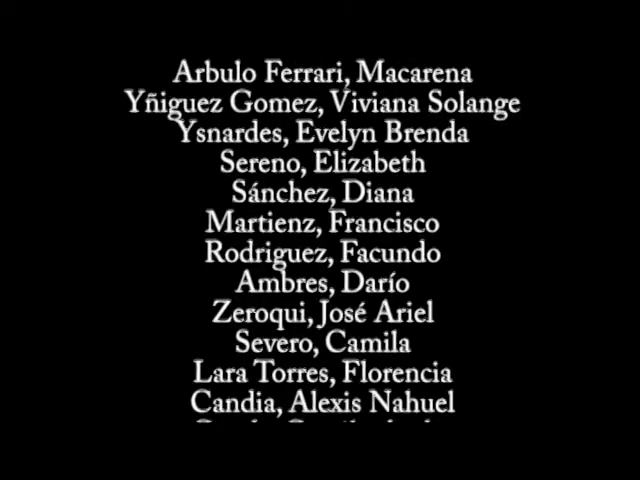 Arbulo Ferrari, Macarena
Yñiguez Gomez, Viviana Solange
Ysnardes, Evelyn Brenda
Sereno, Elizabeth
Sánchez, Diana
Martienz, Francisco
Rodriguez, Facundo
Ambres, Darío
Zeroqui, José Ariel
Severo, Camila
Lara Torres, Florencia
Candia, Alexis Nahuel